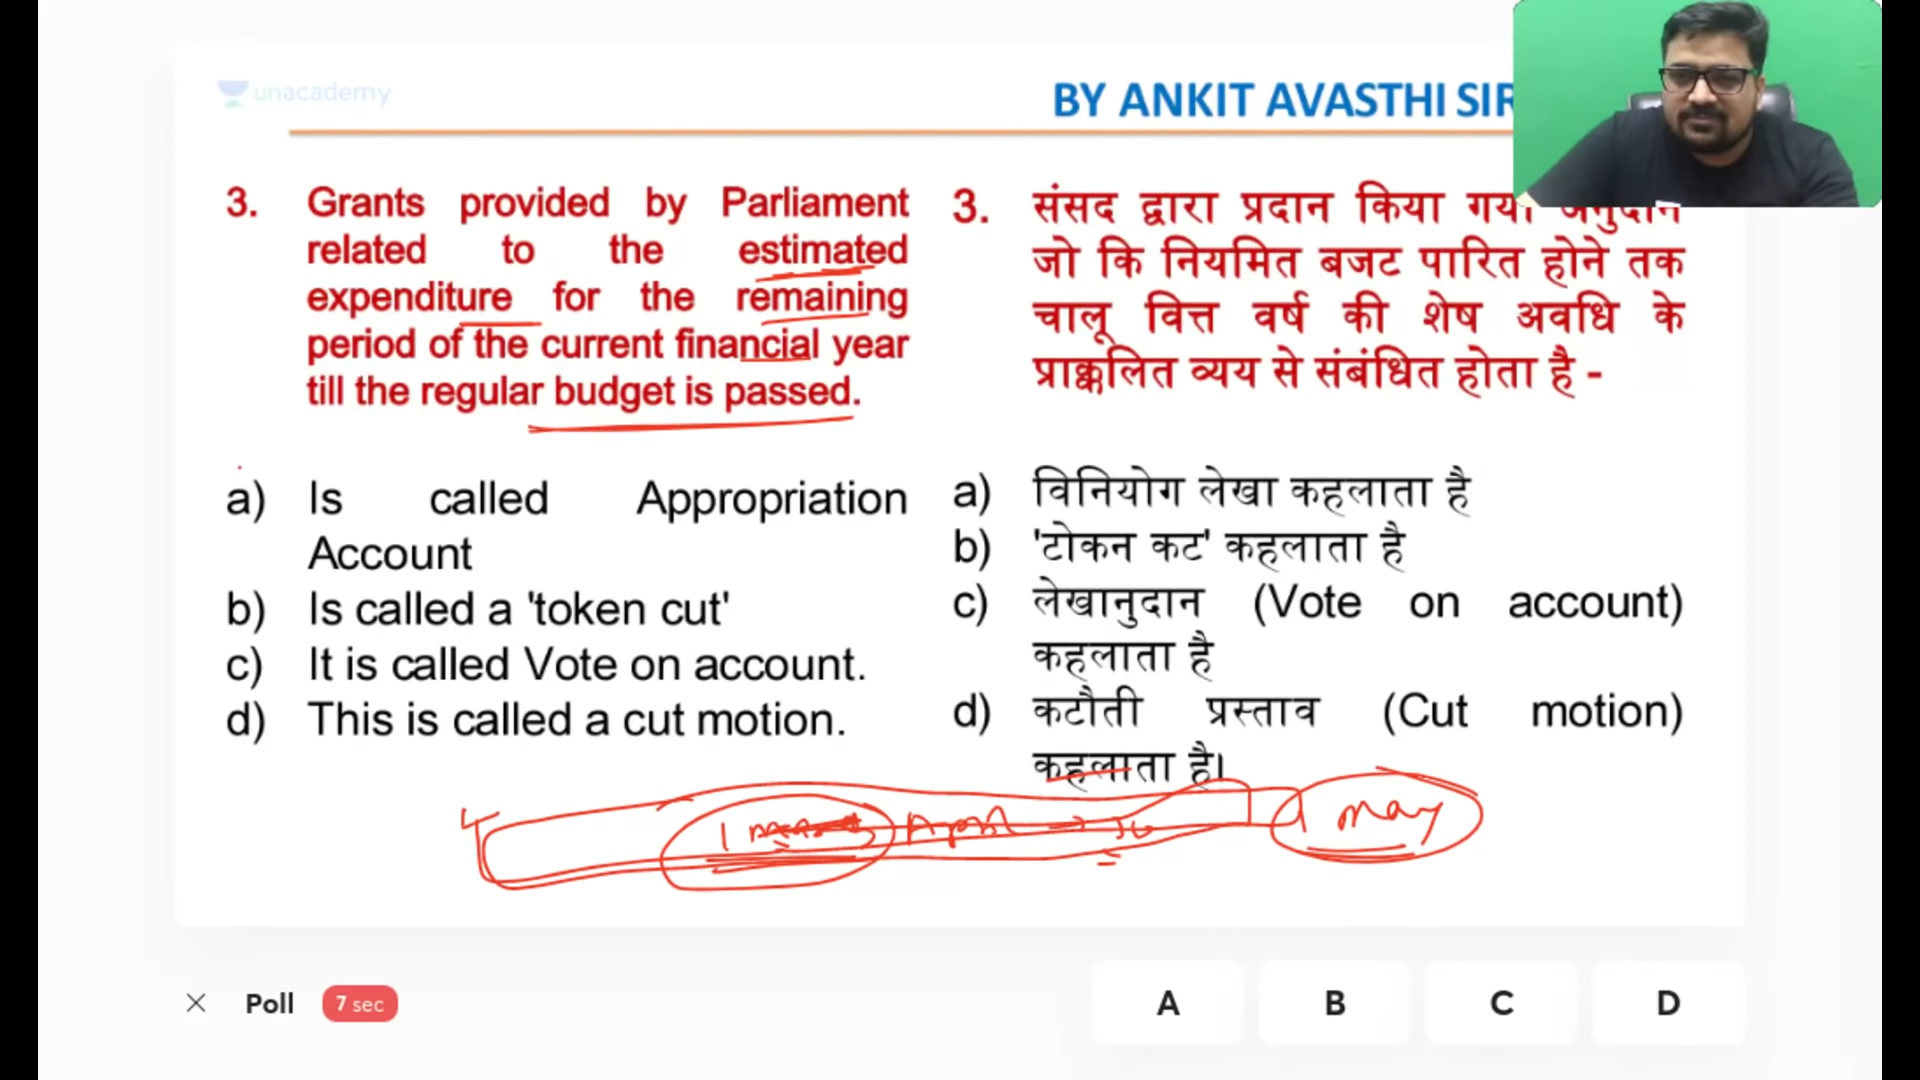 unacademy
BY ANKIT AVASTHI SIR
3. Grants provided by Parliament
related to the estimated
expenditure for the remaining
period of the current financial year
till the regular budget is passed.
a) Is called Appropriation
Account
b) Is called a 'token cut'
c) It is called Vote on account.
d) This is called a cut motion.
3. संसद द्वारा प्रदान किया गया अनुदान
जो कि नियमित बजट पारित होने तक
चालू वित्त वर्ष की शेष अवधि के
प्राक्कलित व्यय से संबंधित होता है -
a) विनियोग लेखा कहलाता है
b) 'टोकन कट' कहलाता है
c) लेखानुदान (Vote on account)
कहलाता है
d) कटौती प्रस्ताव (Cut motion)
कहलाता है।
1 April may
× Poll 7 sec A B C D